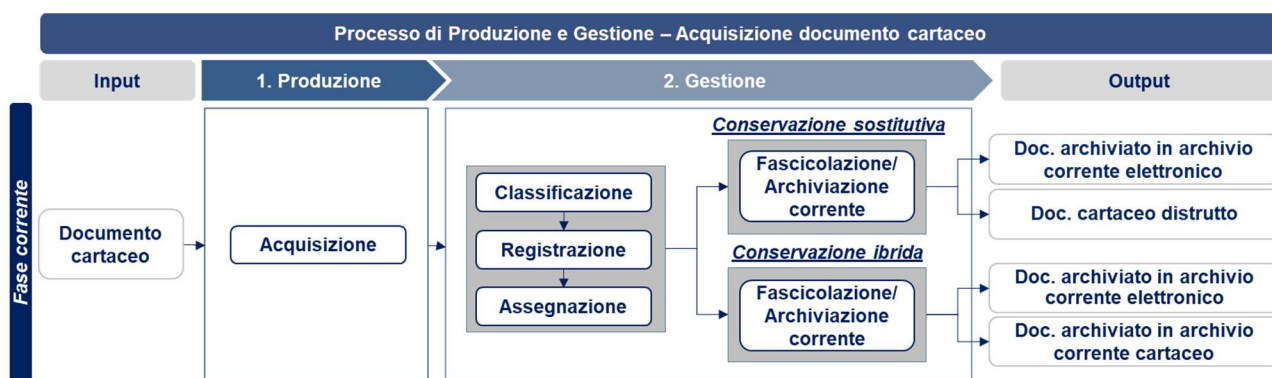 Processo di Produzione e Gestione – Acquisizione documento cartaceo
Input
1. Produzione
2. Gestione
Output
Fase corrente
Documento
cartaceo
Acquisizione
Classificazione
Registrazione
Assegnazione
Conservazione sostitutiva
Fascicolazione/
Archiviazione
corrente
Conservazione ibrida
Fascicolazione/
Archiviazione
corrente
Doc. archiviato in archivio
corrente elettronico
Doc. cartaceo distrutto
Doc. archiviato in archivio
corrente elettronico
Doc. archiviato in archivio
corrente cartaceo